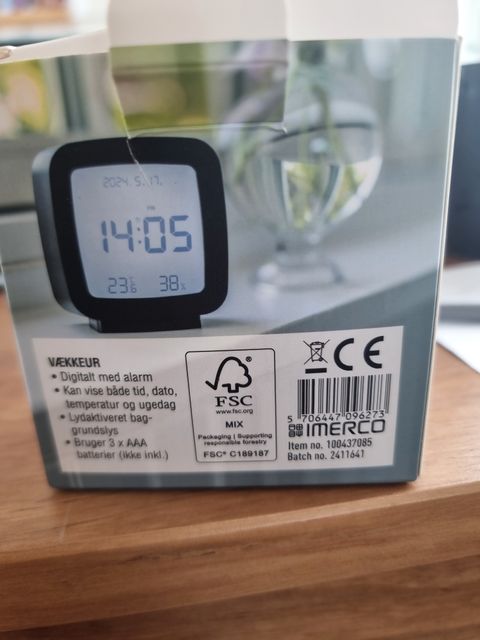 2024. 5. 17.
14:05
23.6°C 38%
VÆKKEUR
• Digitalt med alarm
• Kan vise både tid, dato,
temperatur og ugedag
• Lydaktiveret bag-
grundslys
• Bruger 3 x AAA
batterier (ikke inkl.)
FSC
www.fsc.org
MIX
Packaging | Supporting
responsible forestry
FSC® C189187
CE
5 706447 096273
IMERCO
Item no. 100437085
Batch no. 2411641